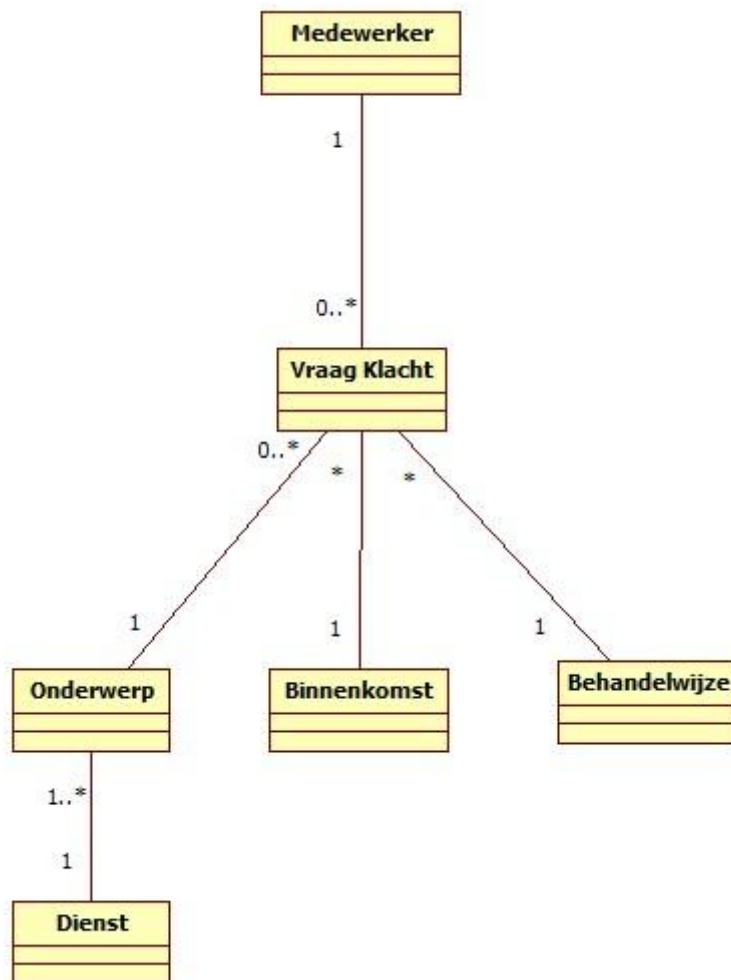 Medewerker
1
0..*
Vraag Klacht
0..*
*
*
1
1
1
Onderwerp
Binnenkomst
Behandelwijze
1..*
1
Dienst